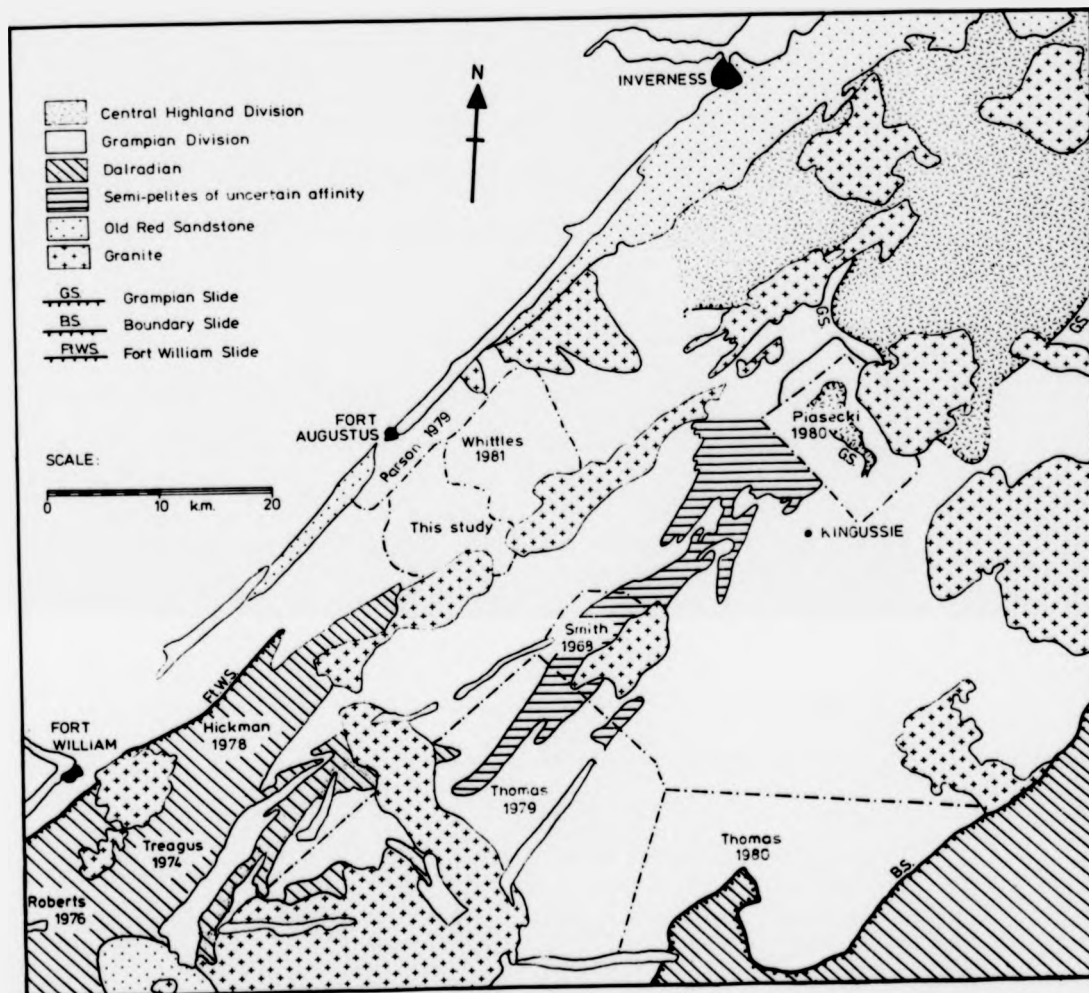 INVERNESS
N
Central Highland Division
Grampian Division
Dalradian
Semi-pelites of uncertain affinity
Old Red Sandstone
Granite
GS. Grampian Slide
BS. Boundary Slide
FtWS. Fort William Slide
GS.
GS.
FORT
AUGUSTUS
Parson 1979
Whittles
1981
Piasecki
1980
GS.
SCALE:
0 10 20
k.m.
This study
KINGUSSIE
Smith
1968
FtWS.
Hickman
1978
FORT
WILLIAM
Thomas
1979
Treagus
1974
Thomas
1980
BS.
Roberts
1976